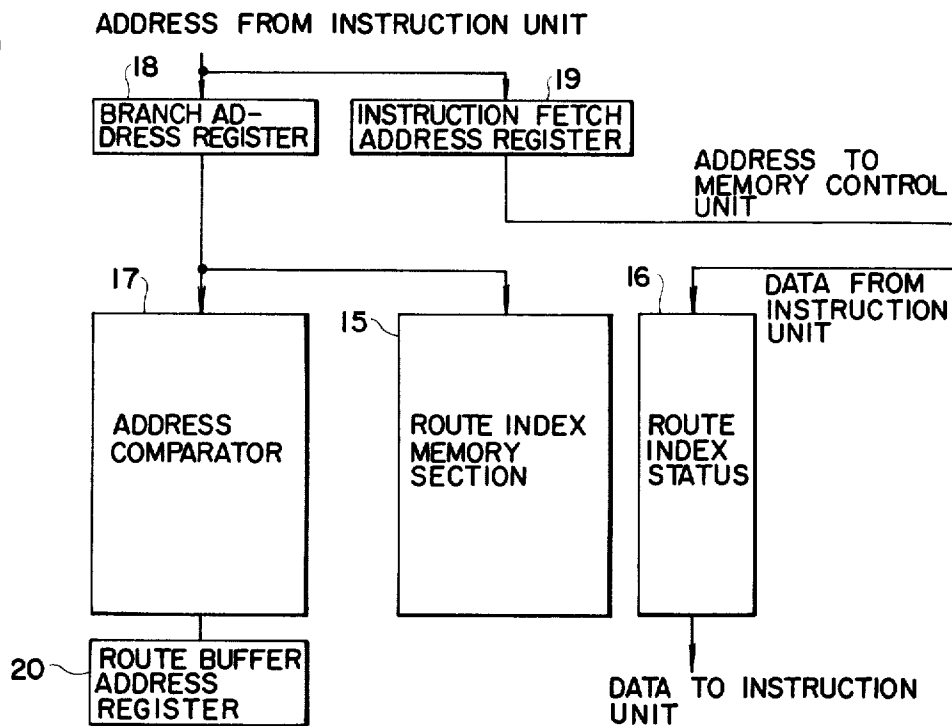 ADDRESS FROM INSTRUCTION UNIT
18
19
BRANCH AD-
DRESS REGISTER
INSTRUCTION FETCH
ADDRESS REGISTER
ADDRESS TO
MEMORY CONTROL
UNIT
17
15
16
DATA FROM
INSTRUCTION
UNIT
ADDRESS
COMPARATOR
ROUTE INDEX
MEMORY
SECTION
ROUTE
INDEX
STATUS
20
ROUTE BUFFER
ADDRESS
REGISTER
DATA TO INSTRUCTION
UNIT